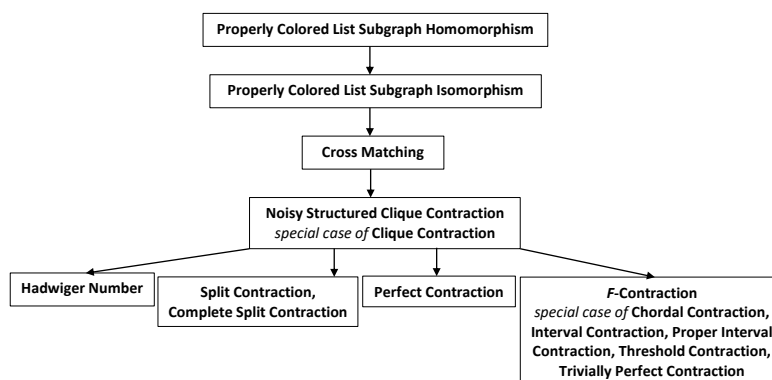 Properly Colored List Subgraph Homomorphism
Properly Colored List Subgraph Isomorphism
Cross Matching
Noisy Structured Clique Contraction
special case of Clique Contraction
Hadwiger Number
Split Contraction,
Complete Split Contraction
Perfect Contraction
F-Contraction
special case of Chordal Contraction,
Interval Contraction, Proper Interval
Contraction, Threshold Contraction,
Trivially Perfect Contraction